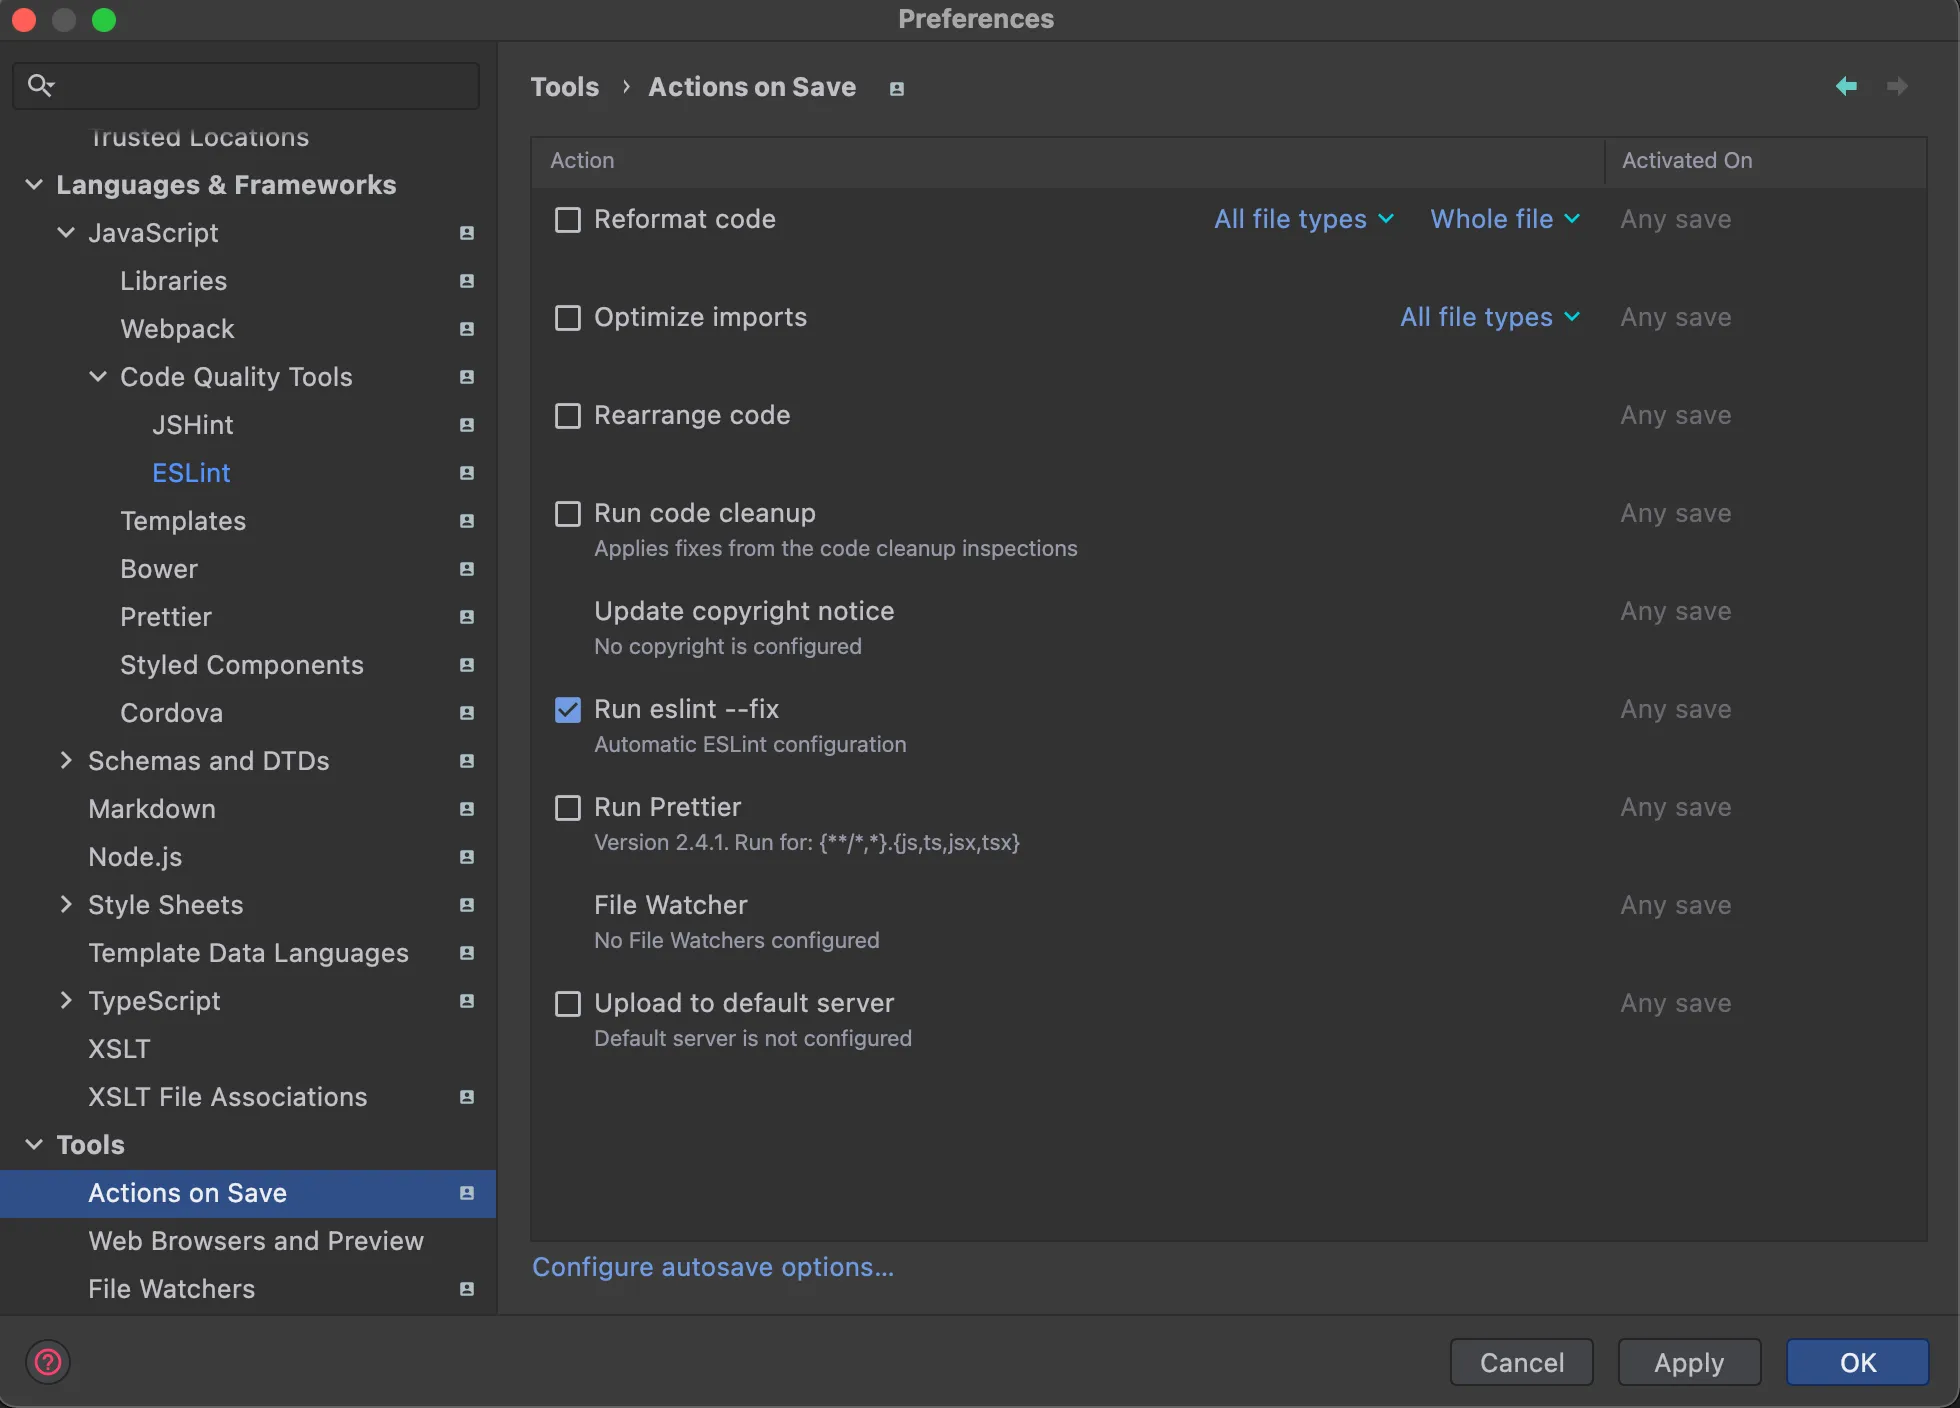 Preferences
Trusted Locations
Languages & Frameworks
JavaScript
Libraries
Webpack
Code Quality Tools
JSHint
ESLint
Templates
Bower
Prettier
Styled Components
Cordova
Schemas and DTDs
Markdown
Node.js
Style Sheets
Template Data Languages
TypeScript
XSLT
XSLT File Associations
Tools
Actions on Save
Web Browsers and Preview
File Watchers
Tools › Actions on Save
Action Activated On
Reformat code All file types Whole file Any save
Optimize imports All file types Any save
Rearrange code Any save
Run code cleanup Any save
Applies fixes from the code cleanup inspections
Update copyright notice Any save
No copyright is configured
Run eslint --fix Any save
Automatic ESLint configuration
Run Prettier Any save
Version 2.4.1. Run for: {**/*,*}.{js,ts,jsx,tsx}
File Watcher Any save
No File Watchers configured
Upload to default server Any save
Default server is not configured
Configure autosave options...
? Cancel Apply OK